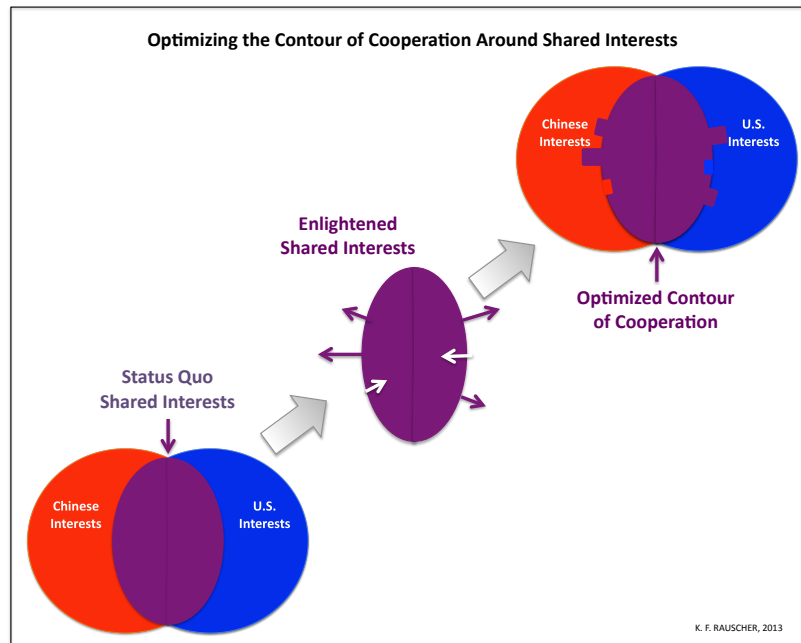 Optimizing the Contour of Cooperation Around Shared Interests
Chinese
Interests
U.S.
Interests
Enlightened
Shared Interests
Optimized Contour
of Cooperation
Status Quo
Shared Interests
Chinese
Interests
U.S.
Interests
K. F. RAUSCHER, 2013